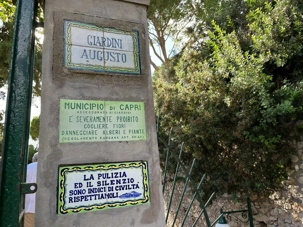 GIARDINI
AUGUSTO
MUNICIPIO DI CAPRI
È SEVERAMENTE PROIBITO
COGLIERE FIORI
DANNEGGIARE ALBERI E PIANTE
LA PULIZIA
ED IL SILENZIO
SONO INDICI DI CIVILTÀ
RISPETTIAMOLI